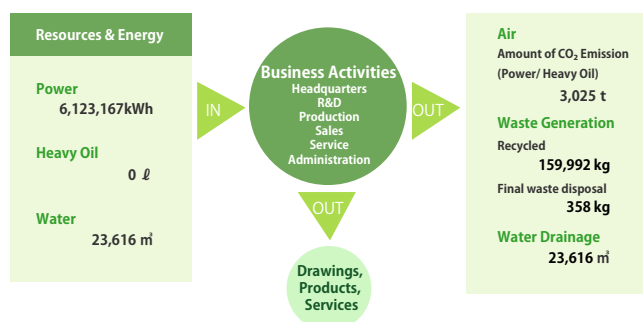 Resources & Energy
Power
6,123,167kWh
Heavy Oil
0 ℓ
Water
23,616 ㎥
IN
Business Activities
Headquarters
R&D
Production
Sales
Service
Administration
OUT
OUT
Drawings,
Products,
Services
Air
Amount of CO₂ Emission
(Power/ Heavy Oil)
3,025 t
Waste Generation
Recycled
159,992 kg
Final waste disposal
358 kg
Water Drainage
23,616 ㎥